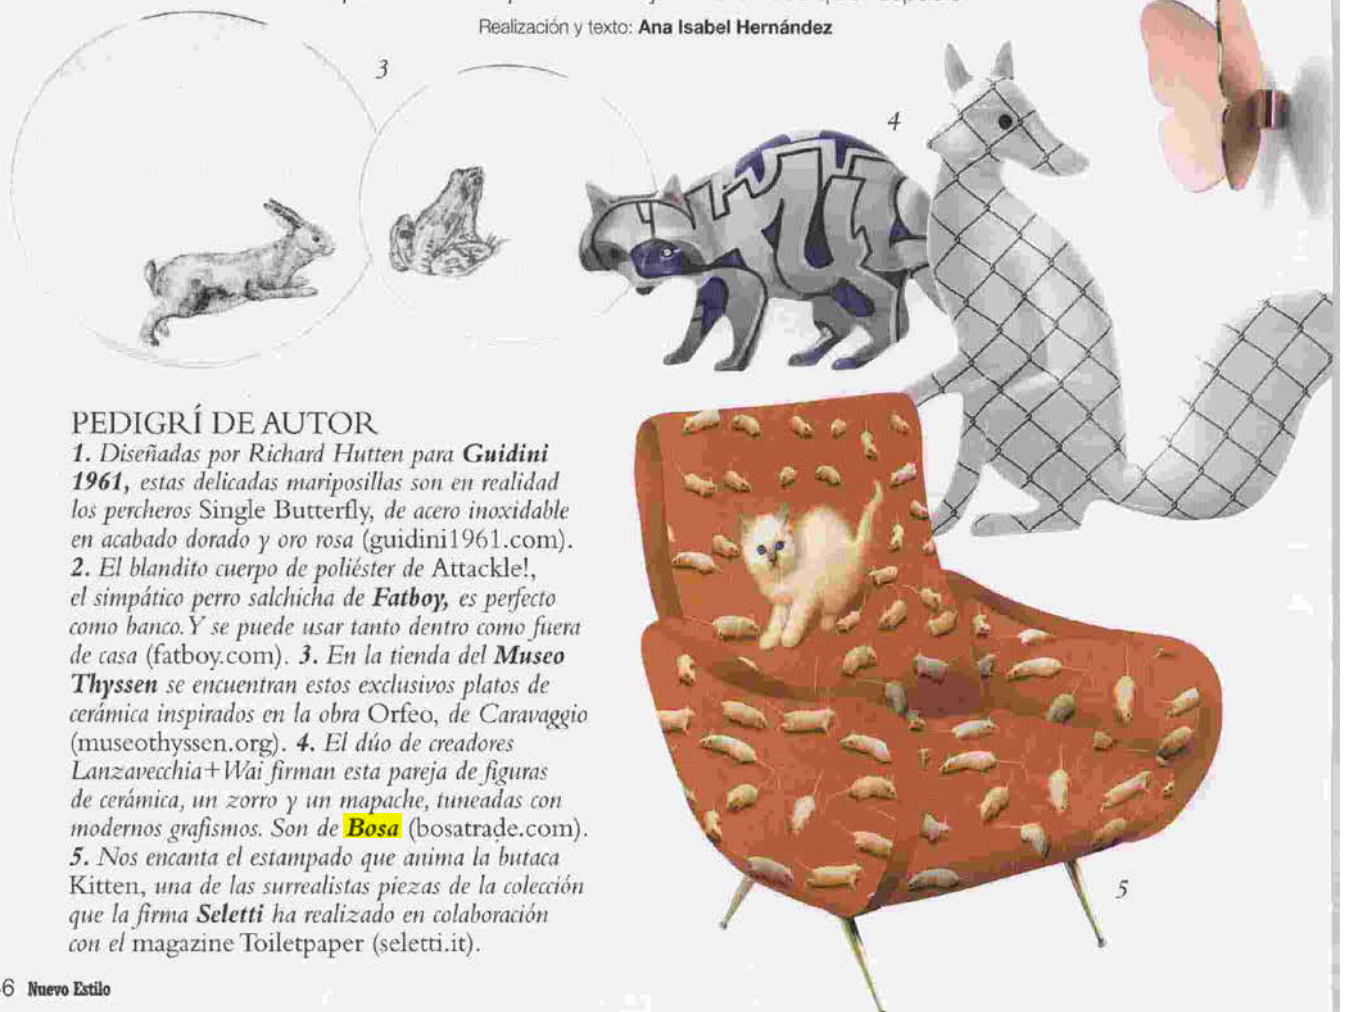 Realización y texto: Ana Isabel Hernández
3
4
PEDIGRÍ DE AUTOR
1. Diseñadas por Richard Hutten para Guidini
1961, estas delicadas mariposillas son en realidad
los percheros Single Butterfly, de acero inoxidable
en acabado dorado y oro rosa (guidini1961.com).
2. El blandito cuerpo de poliéster de Attackle!,
el simpático perro salchicha de Fatboy, es perfecto
como banco. Y se puede usar tanto dentro como fuera
de casa (fatboy.com). 3. En la tienda del Museo
Thyssen se encuentran estos exclusivos platos de
cerámica inspirados en la obra Orfeo, de Caravaggio
(museothyssen.org). 4. El dúo de creadores
Lanzavecchia+Wai firman esta pareja de figuras
de cerámica, un zorro y un mapache, tuneadas con
modernos grafismos. Son de Bosa (bosatrade.com).
5. Nos encanta el estampado que anima la butaca
Kitten, una de las surrealistas piezas de la colección
que la firma Seletti ha realizado en colaboración
con el magazine Toiletpaper (seletti.it).
5
6 Nuevo Estilo